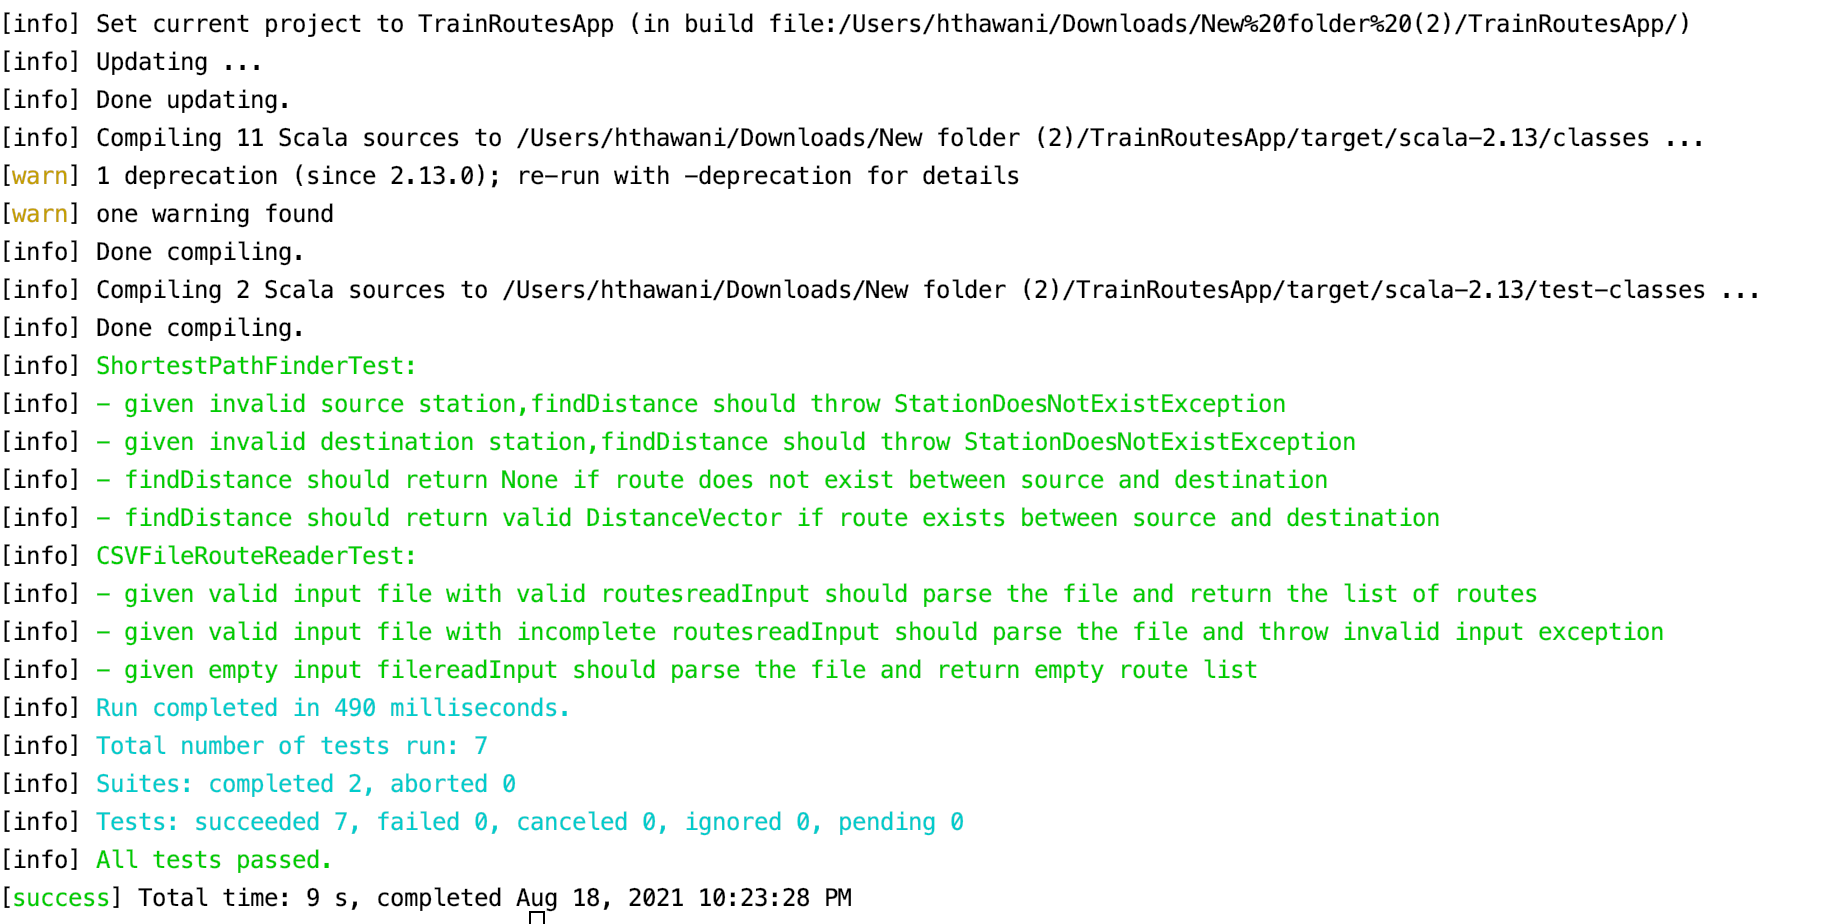 [info] Set current project to TrainRoutesApp (in build file:/Users/hthawani/Downloads/New%20folder%20(2)/TrainRoutesApp/)
[info] Updating ...
[info] Done updating.
[info] Compiling 11 Scala sources to /Users/hthawani/Downloads/New folder (2)/TrainRoutesApp/target/scala-2.13/classes ...
[warn] 1 deprecation (since 2.13.0); re-run with -deprecation for details
[warn] one warning found
[info] Done compiling.
[info] Compiling 2 Scala sources to /Users/hthawani/Downloads/New folder (2)/TrainRoutesApp/target/scala-2.13/test-classes ...
[info] Done compiling.
[info] ShortestPathFinderTest:
[info] - given invalid source station,findDistance should throw StationDoesNotExistException
[info] - given invalid destination station,findDistance should throw StationDoesNotExistException
[info] - findDistance should return None if route does not exist between source and destination
[info] - findDistance should return valid DistanceVector if route exists between source and destination
[info] CSVFileRouteReaderTest:
[info] - given valid input file with valid routesreadInput should parse the file and return the list of routes
[info] - given valid input file with incomplete routesreadInput should parse the file and throw invalid input exception
[info] - given empty input filereadInput should parse the file and return empty route list
[info] Run completed in 490 milliseconds.
[info] Total number of tests run: 7
[info] Suites: completed 2, aborted 0
[info] Tests: succeeded 7, failed 0, canceled 0, ignored 0, pending 0
[info] All tests passed.
[success] Total time: 9 s, completed Aug 18, 2021 10:23:28 PM